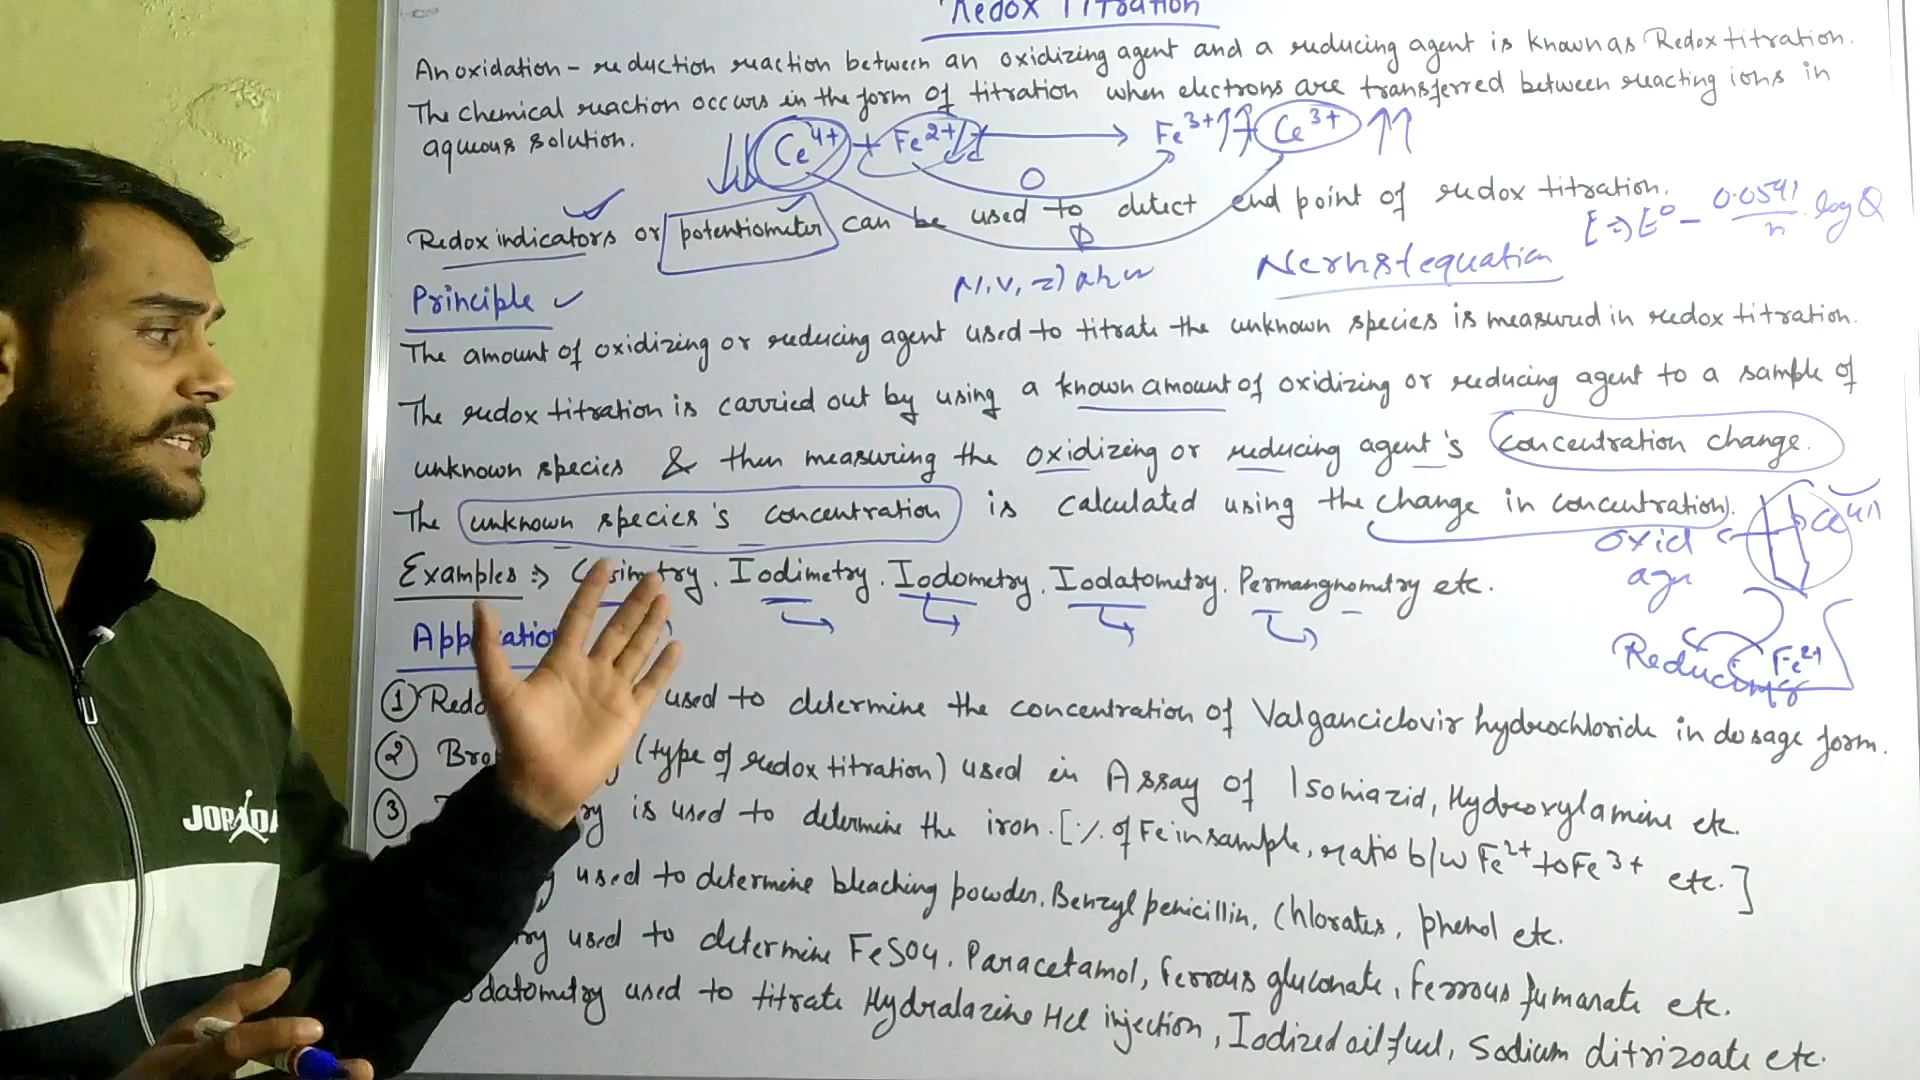 Redox Titration
An oxidation - reduction reaction between an oxidizing agent and a reducing agent is known as Redox titration.
The chemical reaction occurs in the form of titration when electrons are transferred between reacting ions in
aqueous solution.
Ce4+ + Fe2+ → Fe3+ + Ce3+
Redox indicators or potentiometer can be used to detect end point of redox titration.
E => E° - 0.0591/n log Q
Nernst equation
Principle
The amount of oxidizing or reducing agent used to titrate the unknown species is measured in redox titration.
The redox titration is carried out by using a known amount of oxidizing or reducing agent to a sample of
unknown species & then measuring the oxidizing or reducing agent's concentration change.
The unknown species's concentration is calculated using the change in concentration.
Ce4+
Oxid
Examples :- Iodimetry. Iodometry. Iodatometry. Permangnometry etc.
Reducing
Fe2+
① used to determine the concentration of Valganciclovir hydrochloride in dosage form.
② (type of redox titration) used in Assay of Isoniazid, Hydroxylamine etc.
③ is used to determine the iron. [% of Fe in sample, ratio b/w Fe2+ to Fe3+ etc.]
used to determine bleaching powder. Benzyl penicillin, Chlorates, phenol etc.
used to determine FeSO4. Paracetamol, Ferrous gluconate, Ferrous fumarate etc.
used to titrate Hydralazine Hcl injection, Iodized oil fuel, Sodium ditrizoate etc.
JORDA